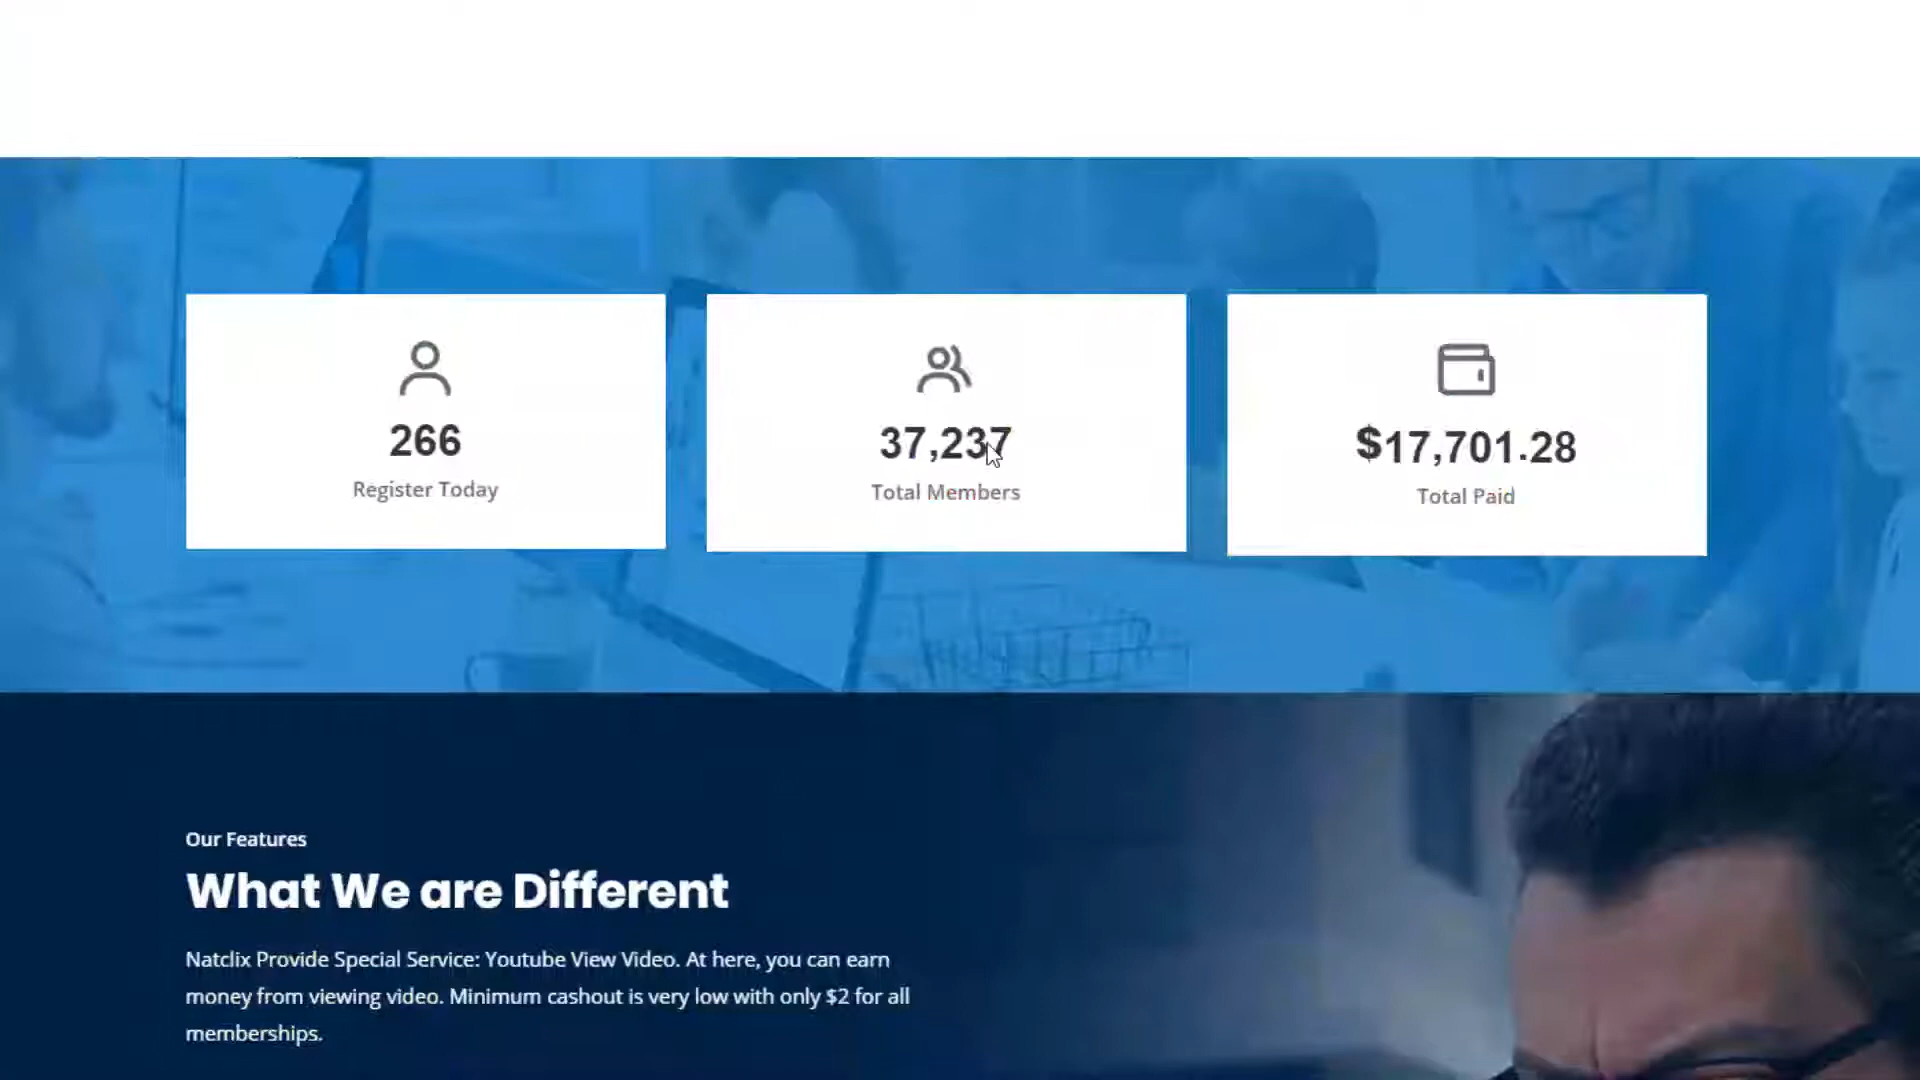 266
Register Today
37,237
Total Members
$17,701.28
Total Paid
Our Features
What We are Different
Natclix Provide Special Service: Youtube View Video. At here, you can earn
money from viewing video. Minimum cashout is very low with only $2 for all
memberships.